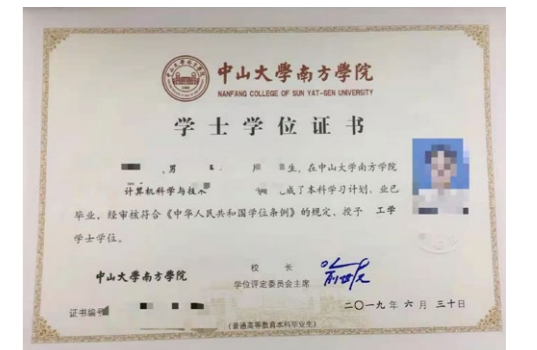 中山大學南方學院
NANFANG COLLEGE OF SUN YAT-SEN UNIVERSITY
学士学位证书
男 生，在中山大学南方学院
计算机科学与技术 成了本科学习计划，业已
毕业，经审核符合《中华人民共和国学位条例》的规定，授予 工学
学士学位。
中山大學南方學院
校 长
学位评定委员会主席
证书编号
二〇一九年 六月 三十日
(普通高等教育本科毕业生)